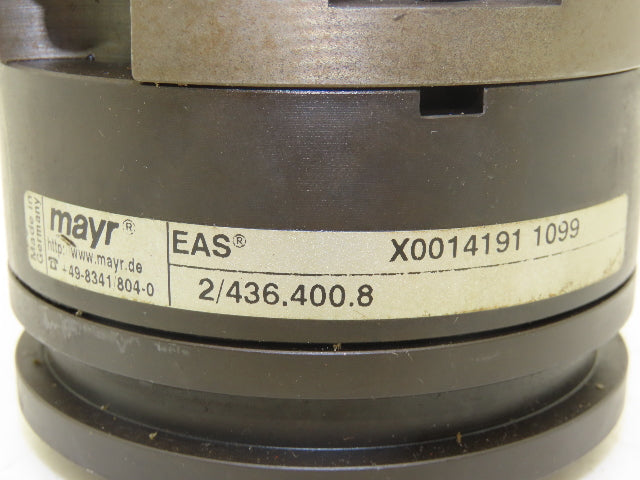 Made in
Germany
mayr®
http: www.mayr.de
☎ +49-8341/804-0
EAS® X0014191 1099
2/436.400.8